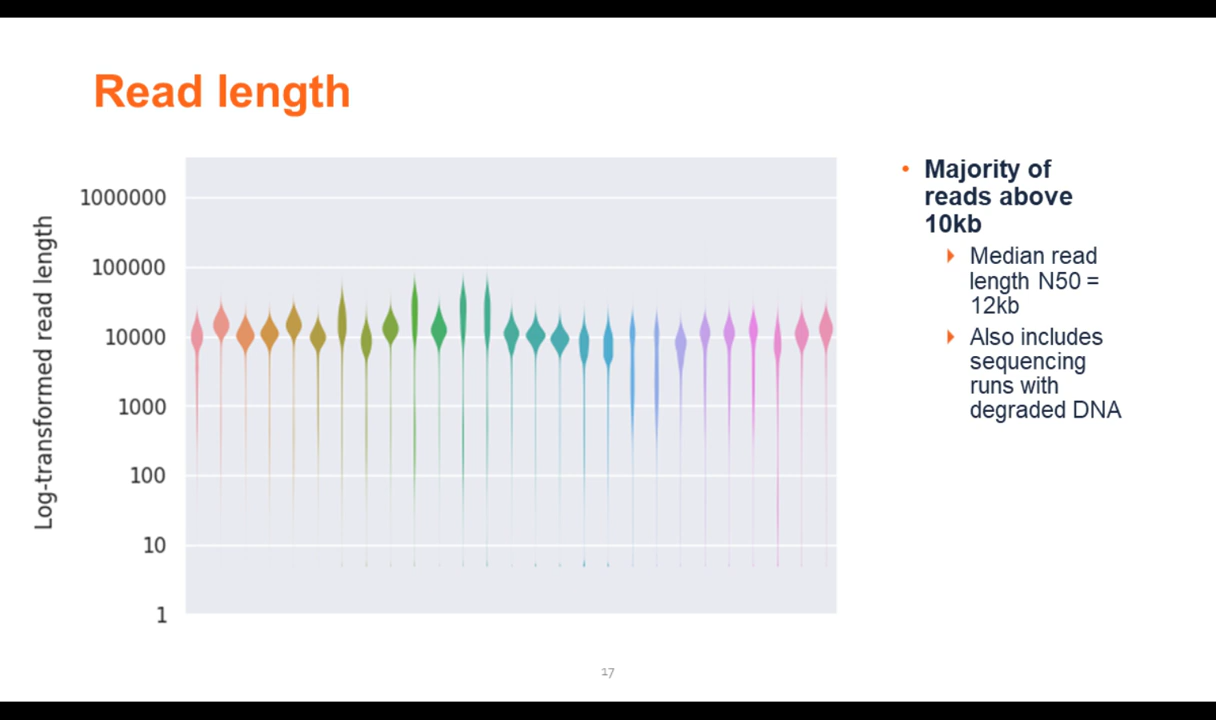 Read length
Log-transformed read length
1000000
100000
10000
1000
100
10
1
• Majority of
reads above
10kb
Median read
length N50 =
12kb
Also includes
sequencing
runs with
degraded DNA
17